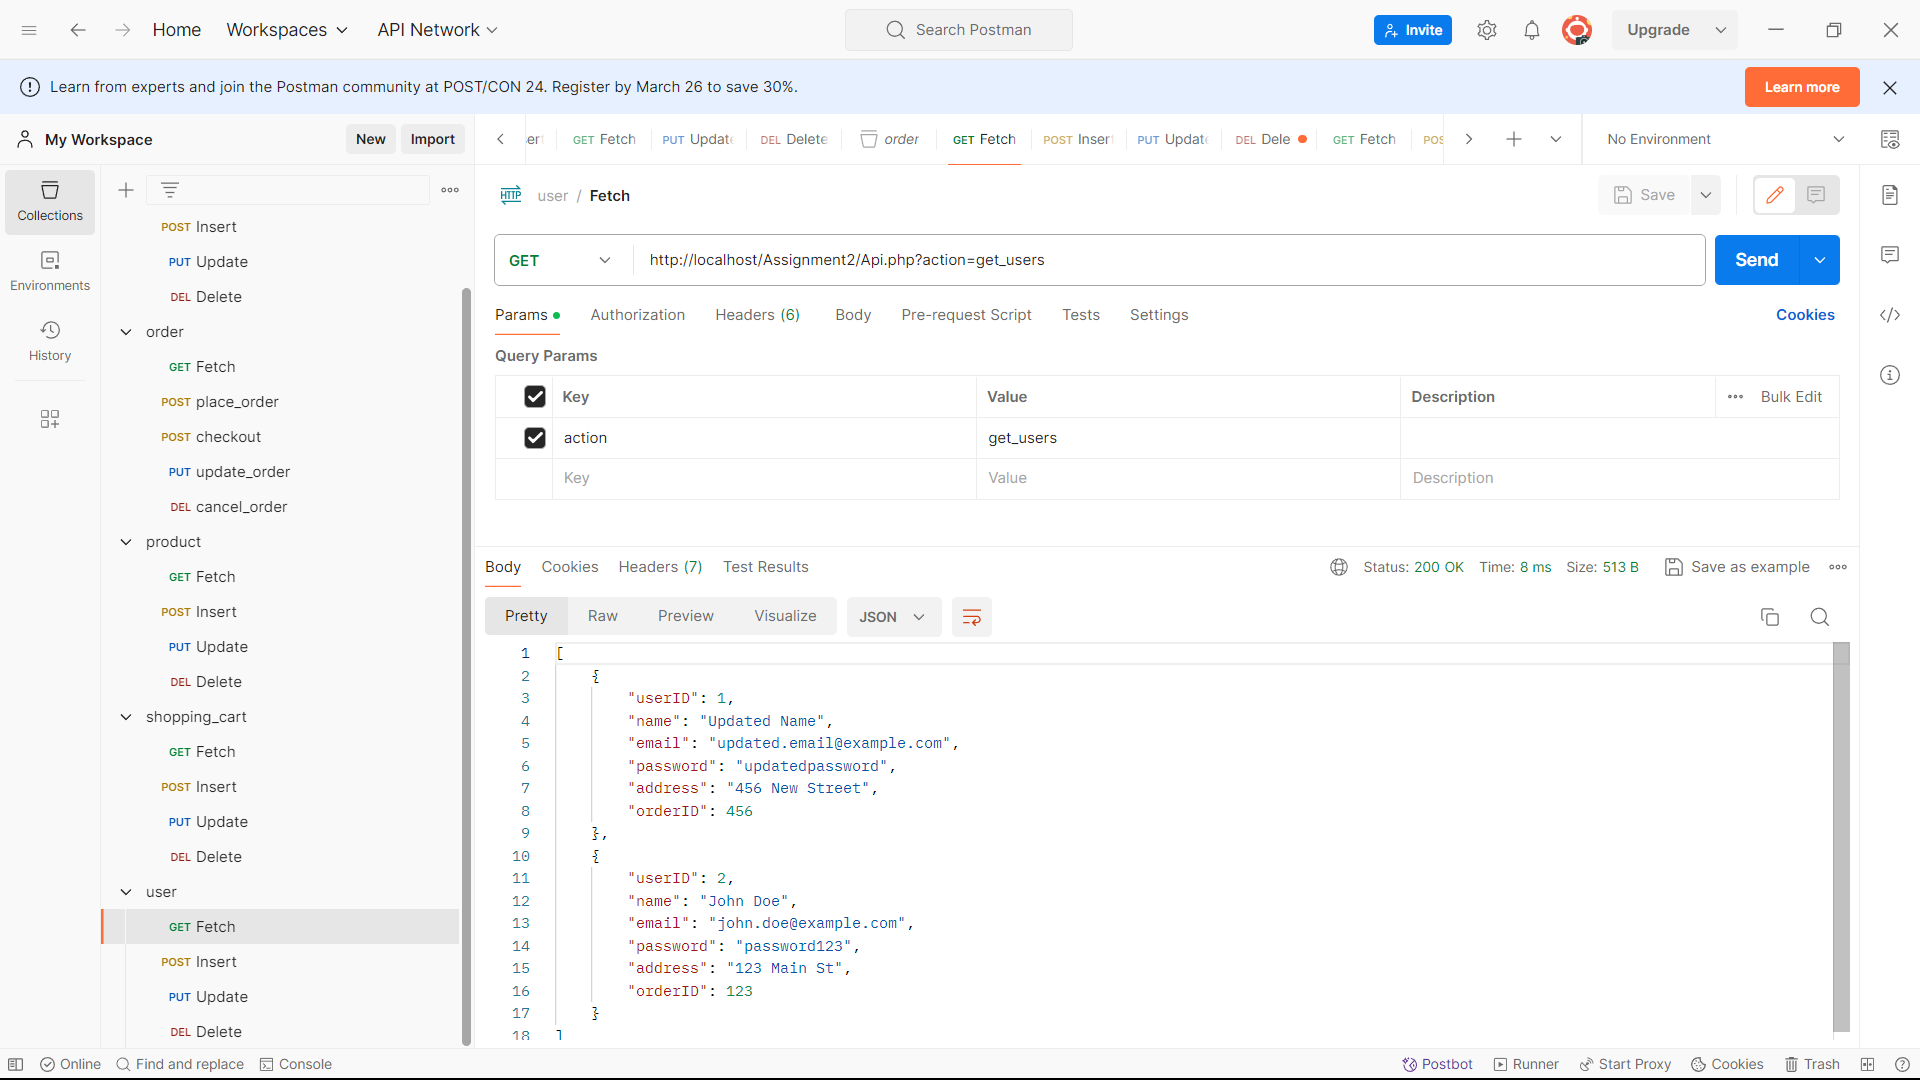 Home Workspaces API Network Search Postman Invite Upgrade
Learn from experts and join the Postman community at POST/CON 24. Register by March 26 to save 30%. Learn more
My Workspace New Import
GET Fetch PUT Update DEL Delete order GET Fetch POST Insert PUT Update DEL Dele GET Fetch POS No Environment
Collections
Environments
History
POST Insert
PUT Update
DEL Delete
order
GET Fetch
POST place_order
POST checkout
PUT update_order
DEL cancel_order
product
GET Fetch
POST Insert
PUT Update
DEL Delete
shopping_cart
GET Fetch
POST Insert
PUT Update
DEL Delete
user
GET Fetch
POST Insert
PUT Update
DEL Delete
HTTP user / Fetch Save
GET http://localhost/Assignment2/Api.php?action=get_users Send
Params Authorization Headers (6) Body Pre-request Script Tests Settings Cookies
Query Params
Key Value Description Bulk Edit
action get_users
Key Value Description
Body Cookies Headers (7) Test Results Status: 200 OK Time: 8 ms Size: 513 B Save as example
Pretty Raw Preview Visualize JSON
1 [
2 {
3 "userID": 1,
4 "name": "Updated Name",
5 "email": "updated.email@example.com",
6 "password": "updatedpassword",
7 "address": "456 New Street",
8 "orderID": 456
9 },
10 {
11 "userID": 2,
12 "name": "John Doe",
13 "email": "john.doe@example.com",
14 "password": "password123",
15 "address": "123 Main St",
16 "orderID": 123
17 }
18 ]
Online Find and replace Console Postbot Runner Start Proxy Cookies Trash